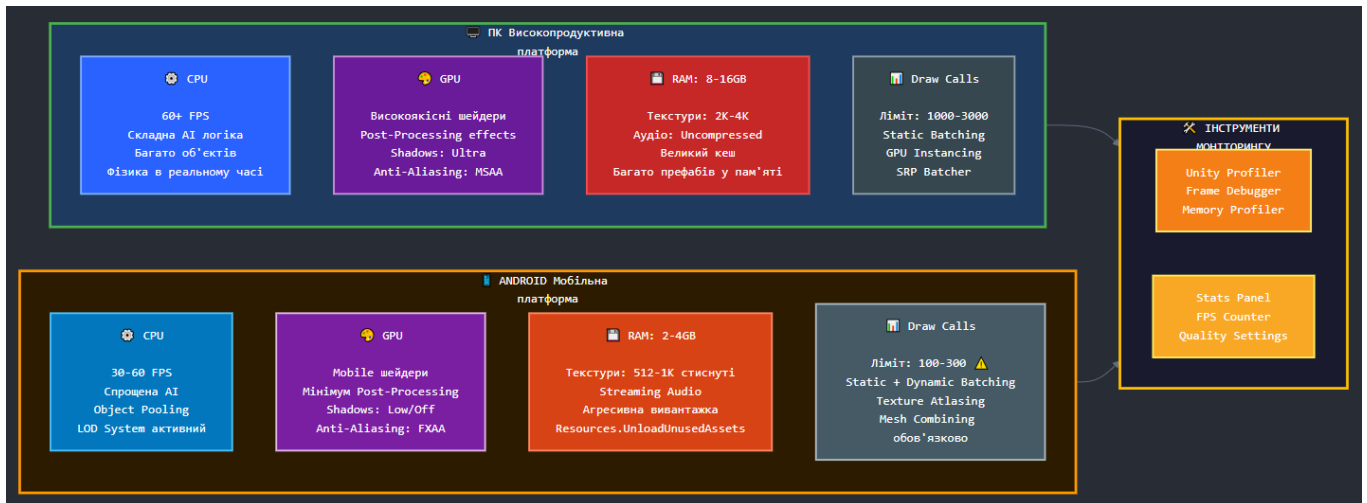 🖥️ ПК Високопродуктивна
платформа
⚙️ CPU
60+ FPS
Складна AI логіка
Багато об'єктів
Фізика в реальному часі
🎨 GPU
Високоякісні шейдери
Post-Processing effects
Shadows: Ultra
Anti-Aliasing: MSAA
💾 RAM: 8-16GB
Текстури: 2K-4K
Аудіо: Uncompressed
Великий кеш
Багато префабів у пам'яті
📊 Draw Calls
Ліміт: 1000-3000
Static Batching
GPU Instancing
SRP Batcher
🛠️ ІНСТРУМЕНТИ
МОНІТОРИНГУ
Unity Profiler
Frame Debugger
Memory Profiler
Stats Panel
FPS Counter
Quality Settings
📱 ANDROID Мобільна
платформа
⚙️ CPU
30-60 FPS
Спрощена AI
Object Pooling
LOD System активний
🎨 GPU
Mobile шейдери
Мінімум Post-Processing
Shadows: Low/Off
Anti-Aliasing: FXAA
💾 RAM: 2-4GB
Текстури: 512-1K стиснуті
Streaming Audio
Агресивна вивантажка
Resources.UnloadUnusedAssets
📊 Draw Calls
Ліміт: 100-300 ⚠️
Static + Dynamic Batching
Texture Atlasing
Mesh Combining
обов'язково